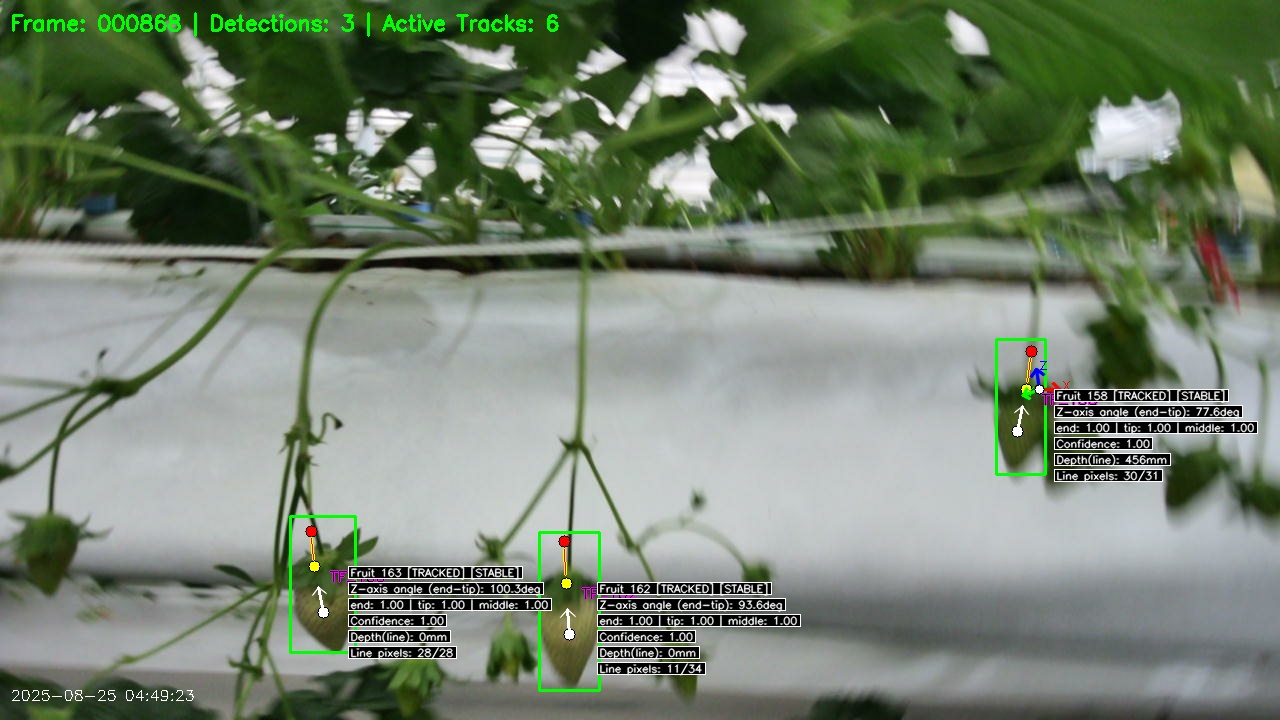 Frame: 000868 | Detections: 3 | Active Tracks: 6
Z
X
Fruit 158 [TRACKED] [STABLE]
Z-axis angle (end-tip): 77.6deg
end: 1.00 | tip: 1.00 | middle: 1.00
Confidence: 1.00
Depth(line): 456mm
Line pixels: 30/31
Fruit 163 [TRACKED] [STABLE]
Z-axis angle (end-tip): 100.3deg
end: 1.00 | tip: 1.00 | middle: 1.00
Confidence: 1.00
Depth(line): 0mm
Line pixels: 28/28
Fruit 162 [TRACKED] [STABLE]
Z-axis angle (end-tip): 93.6deg
end: 1.00 | tip: 1.00 | middle: 1.00
Confidence: 1.00
Depth(line): 0mm
Line pixels: 11/34
2025-08-25 04:49:23